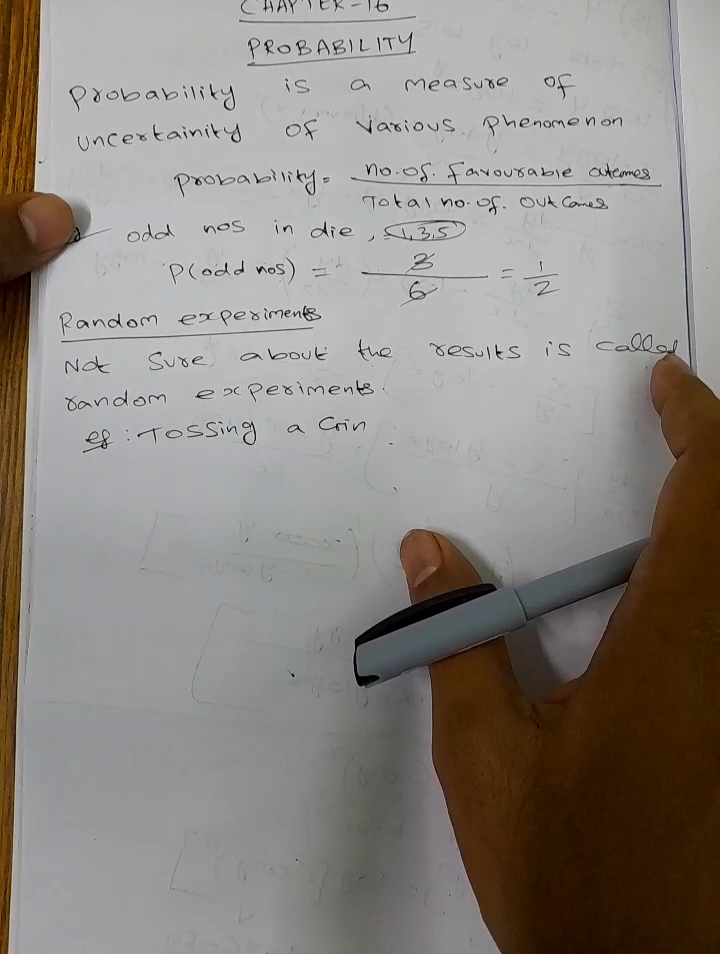 CHAPTER-16
PROBABILITY
Probability is a measure of
uncertainity of various phenomenon
Probability = no.of. favourable outcomes
Total no.of. outcomes
odd nos in die, 1,3,5
P(odd nos) = 3/6 = 1/2
Random experiments
Not sure about the results is called
random experiments.
eg: Tossing a coin